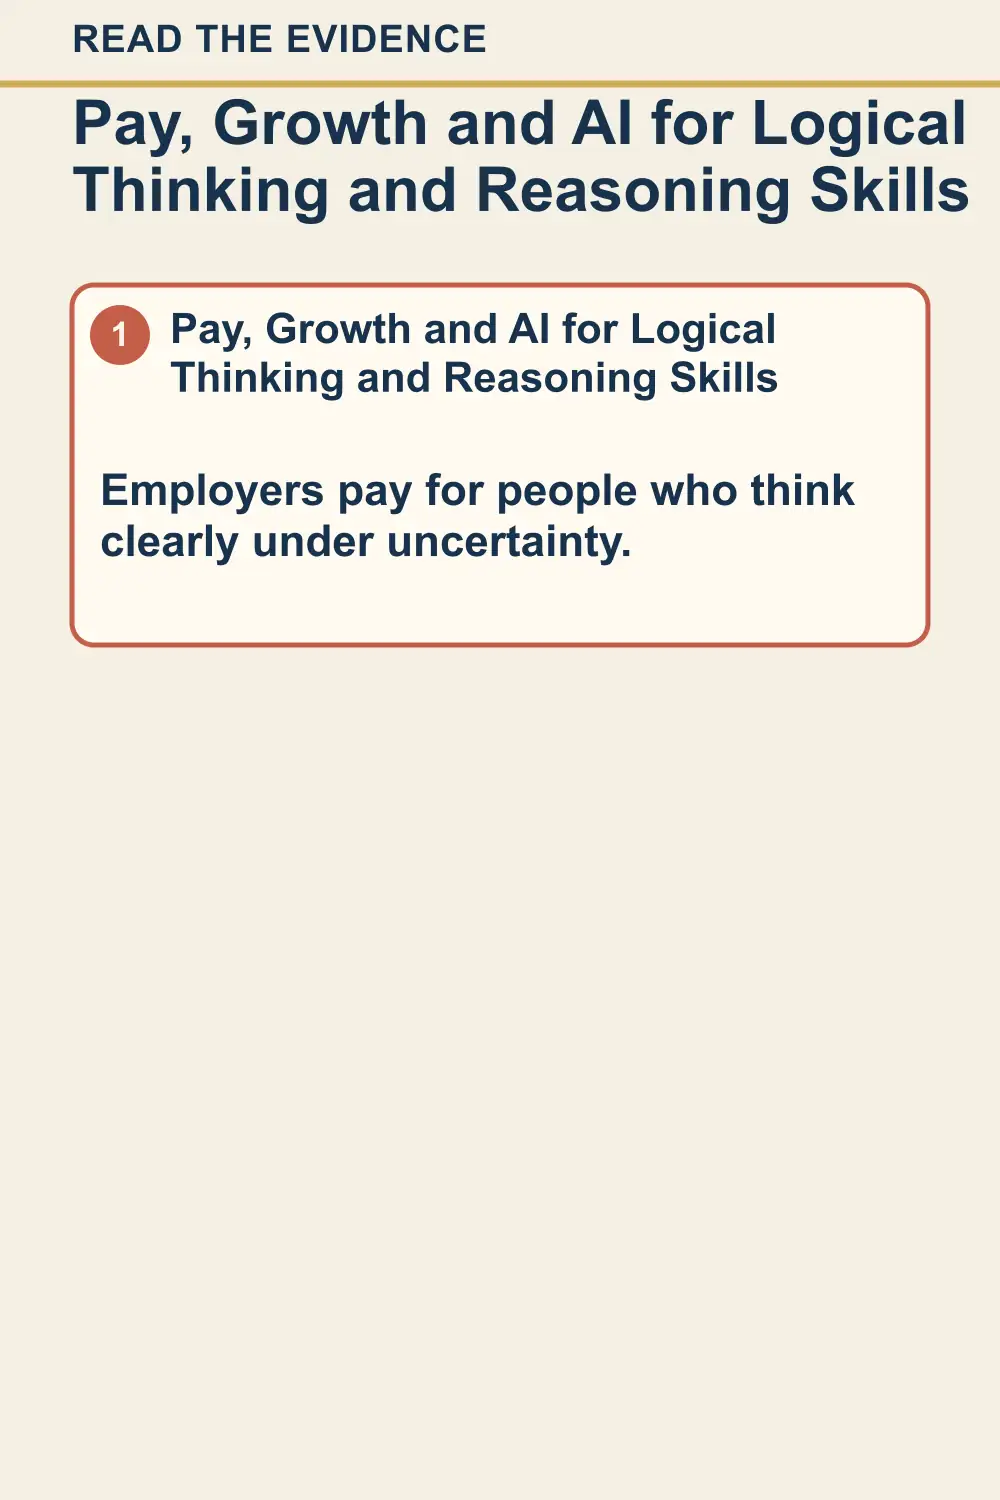 READ THE EVIDENCE
Pay, Growth and AI for Logical
Thinking and Reasoning Skills
1
Pay, Growth and AI for Logical
Thinking and Reasoning Skills
Employers pay for people who think
clearly under uncertainty.